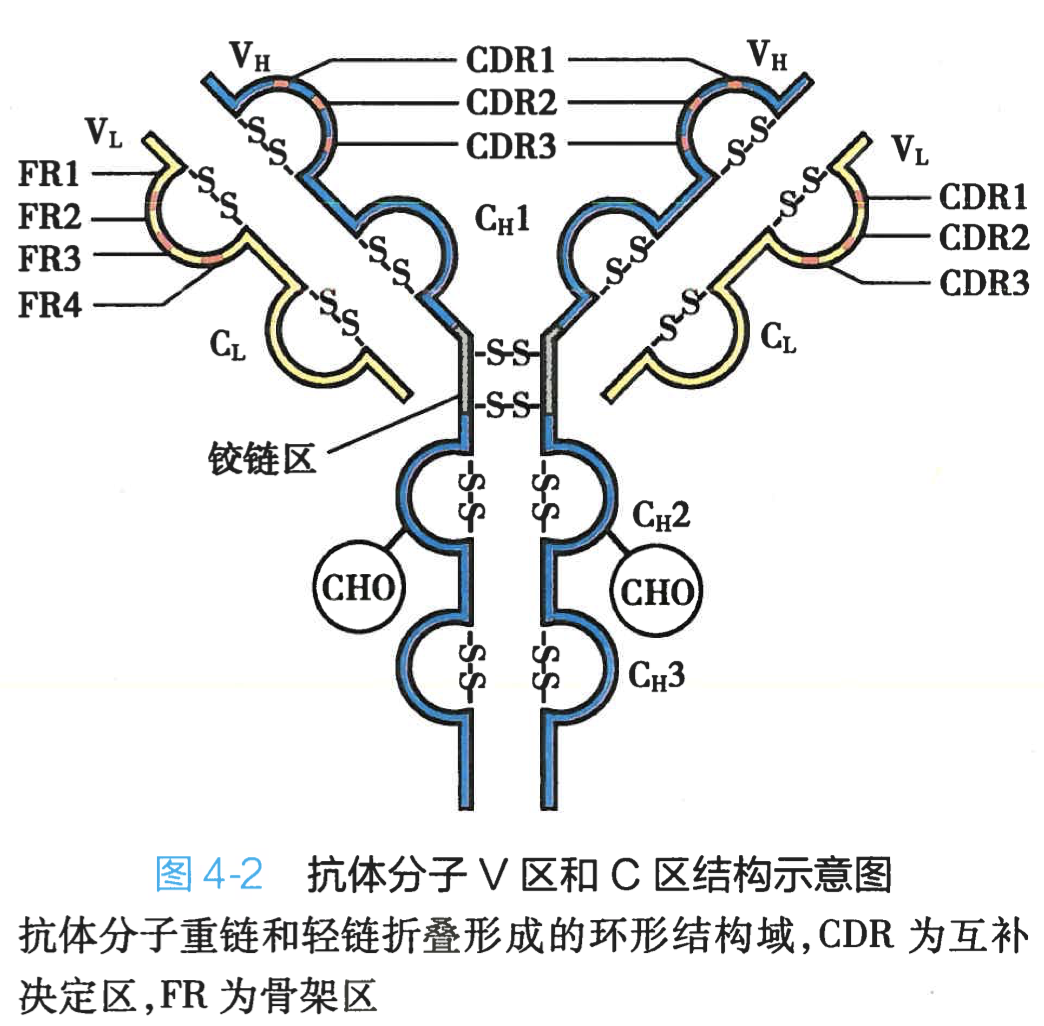 V_H CDR1 V_H
CDR2
V_L CDR3 V_L
S S S S
FR1 S S S S
FR2 C_H1 CDR1
FR3 S S S S CDR2
FR4 CDR3
S S S S
C_L -S-S- C_L
-S-S-
铰链区
-S-S- -S-S- C_H2
CHO CHO
-S-S- -S-S- C_H3
图 4-2 抗体分子 V 区和 C 区结构示意图
抗体分子重链和轻链折叠形成的环形结构域,CDR 为互补
决定区,FR 为骨架区